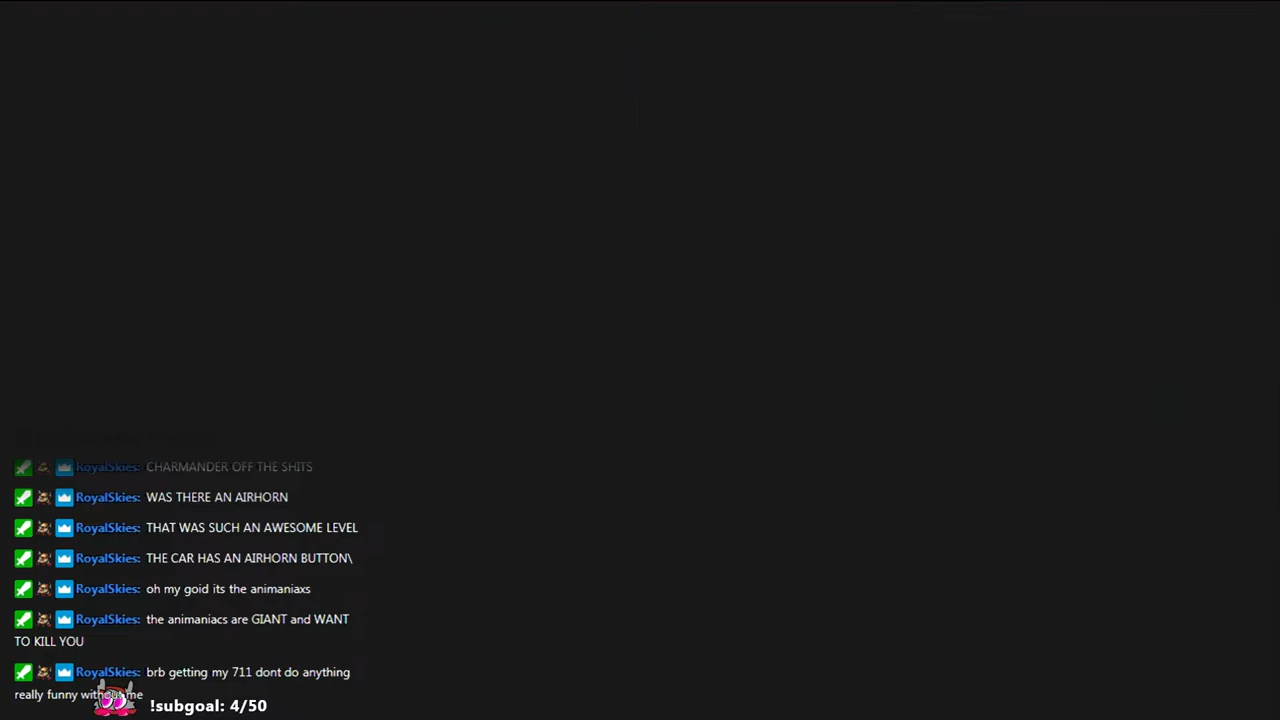 RoyalSkies: CHARMANDER OFF THE SHITS
RoyalSkies: WAS THERE AN AIRHORN
RoyalSkies: THAT WAS SUCH AN AWESOME LEVEL
RoyalSkies: THE CAR HAS AN AIRHORN BUTTON\
RoyalSkies: oh my goid its the animaniaxs
RoyalSkies: the animaniacs are GIANT and WANT
TO KILL YOU
RoyalSkies: brb getting my 711 dont do anything
really funny without me
!subgoal: 4/50